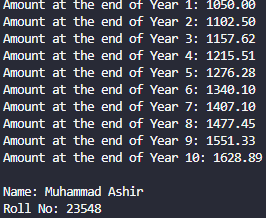 Amount at the end of Year 1: 1050.00
Amount at the end of Year 2: 1102.50
Amount at the end of Year 3: 1157.62
Amount at the end of Year 4: 1215.51
Amount at the end of Year 5: 1276.28
Amount at the end of Year 6: 1340.10
Amount at the end of Year 7: 1407.10
Amount at the end of Year 8: 1477.45
Amount at the end of Year 9: 1551.33
Amount at the end of Year 10: 1628.89
Name: Muhammad Ashir
Roll No: 23548